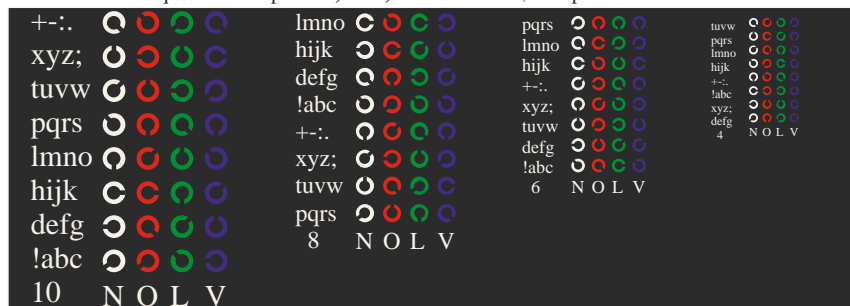 +-:.
xyz;
tuvw
pqrs
lmno
hijk
defg
!abc
10 N O L V
lmno
hijk
defg
!abc
+-:.
xyz;
tuvw
pqrs
8 N O L V
pqrs
lmno
hijk
+-:.
xyz;
tuvw
defg
!abc
6 N O L V
tuvw
pqrs
lmno
hijk
+-:.
!abc
xyz;
defg
4 N O L V